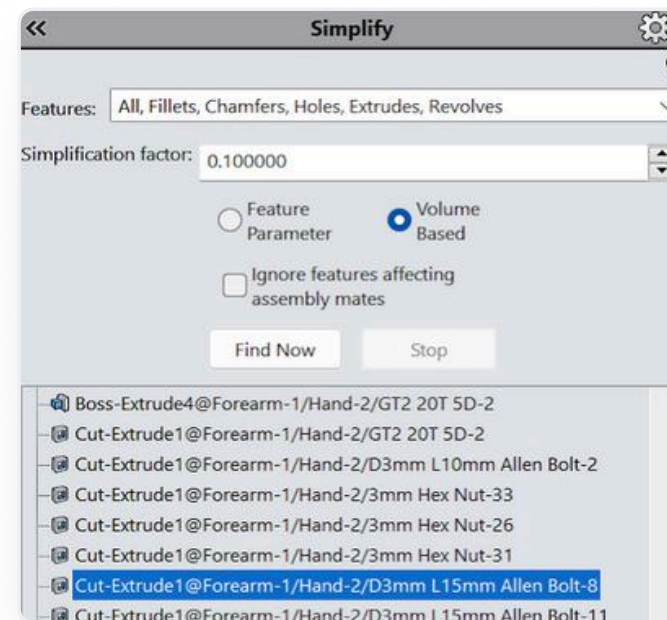 Simplify
Features: All, Fillets, Chamfers, Holes, Extrudes, Revolves
Simplification factor: 0.100000
Feature Parameter
Volume Based
Ignore features affecting
assembly mates
Find Now Stop
Boss-Extrude4@Forearm-1/Hand-2/GT2 20T 5D-2
Cut-Extrude1@Forearm-1/Hand-2/GT2 20T 5D-2
Cut-Extrude1@Forearm-1/Hand-2/D3mm L10mm Allen Bolt-2
Cut-Extrude1@Forearm-1/Hand-2/3mm Hex Nut-33
Cut-Extrude1@Forearm-1/Hand-2/3mm Hex Nut-26
Cut-Extrude1@Forearm-1/Hand-2/3mm Hex Nut-31
Cut-Extrude1@Forearm-1/Hand-2/D3mm L15mm Allen Bolt-8
Cut-Extrude1@Forearm-1/Hand-2/D3mm L15mm Allen Bolt-11